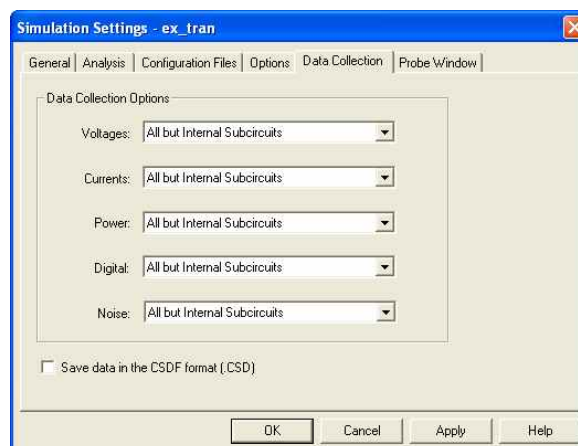 Simulation Settings - ex_tran
General Analysis Configuration Files Options Data Collection Probe Window
Data Collection Options
Voltages: All but Internal Subcircuits
Currents: All but Internal Subcircuits
Power: All but Internal Subcircuits
Digital: All but Internal Subcircuits
Noise: All but Internal Subcircuits
Save data in the CSDF format (.CSD)
OK Cancel Apply Help